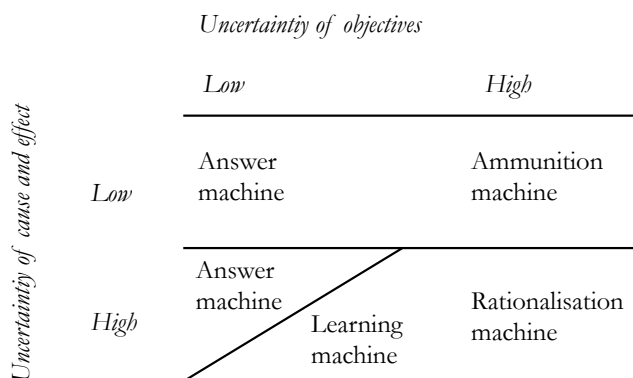 Uncertaintiy of objectives
Low
High
Uncertaintiy of cause and effect
Low
Answer
machine
Ammunition
machine
High
Answer
machine
Learning
machine
Rationalisation
machine